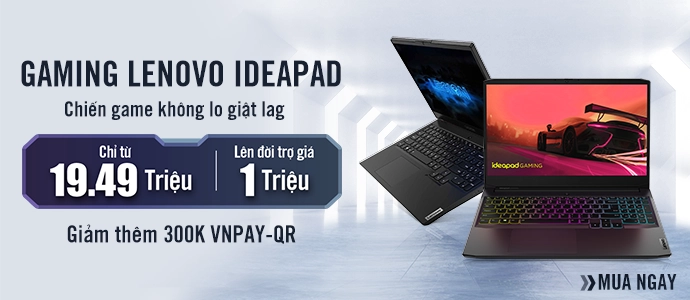 GAMING LENOVO IDEAPAD
Chiến game không lo giật lag
Chỉ từ
19.49 Triệu
Lên đời trợ giá
1 Triệu
Giảm thêm 300K VNPAY-QR
ideapad GAMING
MUA NGAY